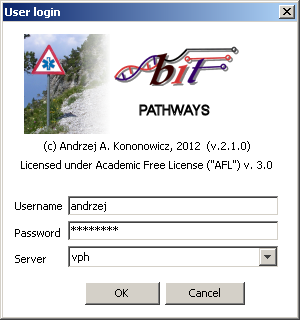 User login
Abit
PATHWAYS
(c) Andrzej A. Kononowicz, 2012 (v.2.1.0)
Licensed under Academic Free License ("AFL") v. 3.0
Username andrzej
Password ********
Server vph
OK Cancel